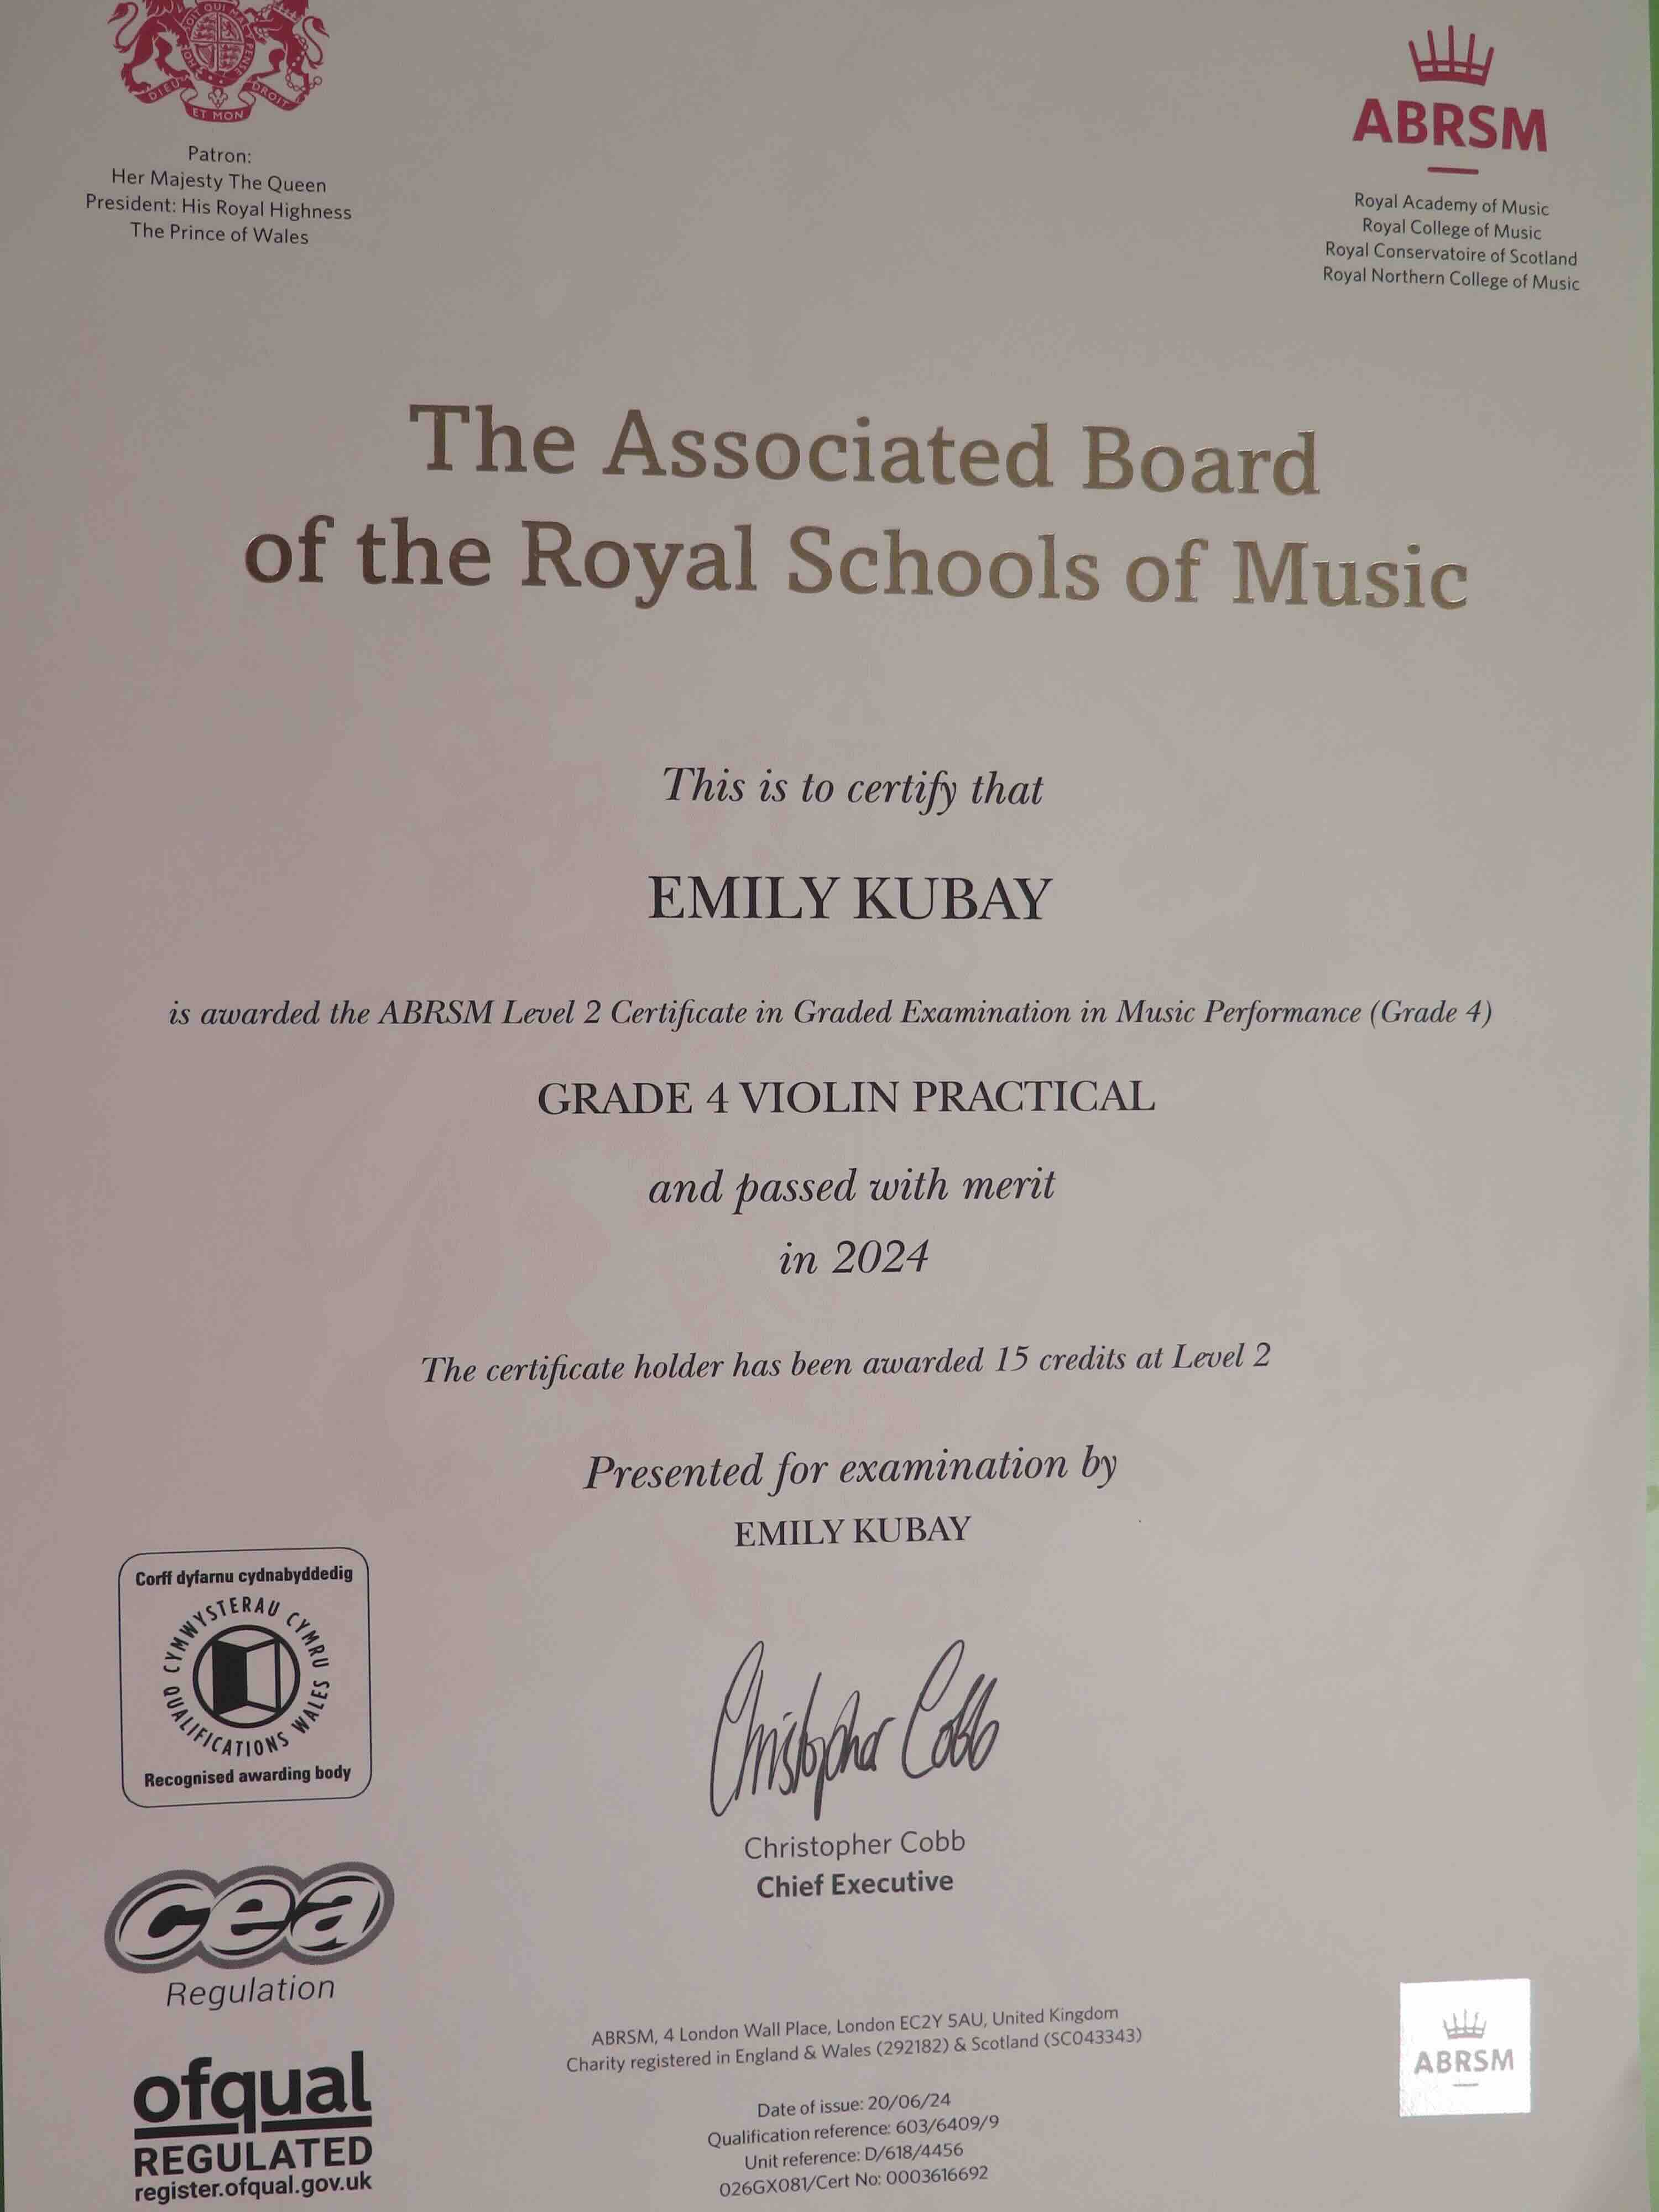 SOIT QUI MAL
PENSE
HONI
DIEU ET MON DROIT
Patron:
Her Majesty The Queen
President: His Royal Highness
The Prince of Wales
ABRSM
Royal Academy of Music
Royal College of Music
Royal Conservatoire of Scotland
Royal Northern College of Music
The Associated Board
of the Royal Schools of Music
This is to certify that
EMILY KUBAY
is awarded the ABRSM Level 2 Certificate in Graded Examination in Music Performance (Grade 4)
GRADE 4 VIOLIN PRACTICAL
and passed with merit
in 2024
The certificate holder has been awarded 15 credits at Level 2
Presented for examination by
EMILY KUBAY
Corff dyfarnu cydnabyddedig
CYMWYSTERAU CYMRU
QUALIFICATIONS WALES
Recognised awarding body
Christopher Cobb
Christopher Cobb
Chief Executive
cea
Regulation
ofqual
REGULATED
register.ofqual.gov.uk
ABRSM, 4 London Wall Place, London EC2Y 5AU, United Kingdom
Charity registered in England & Wales (292182) & Scotland (SC043343)
Date of issue: 20/06/24
Qualification reference: 603/6409/9
Unit reference: D/618/4456
026GX081/Cert No: 0003616692
ABRSM